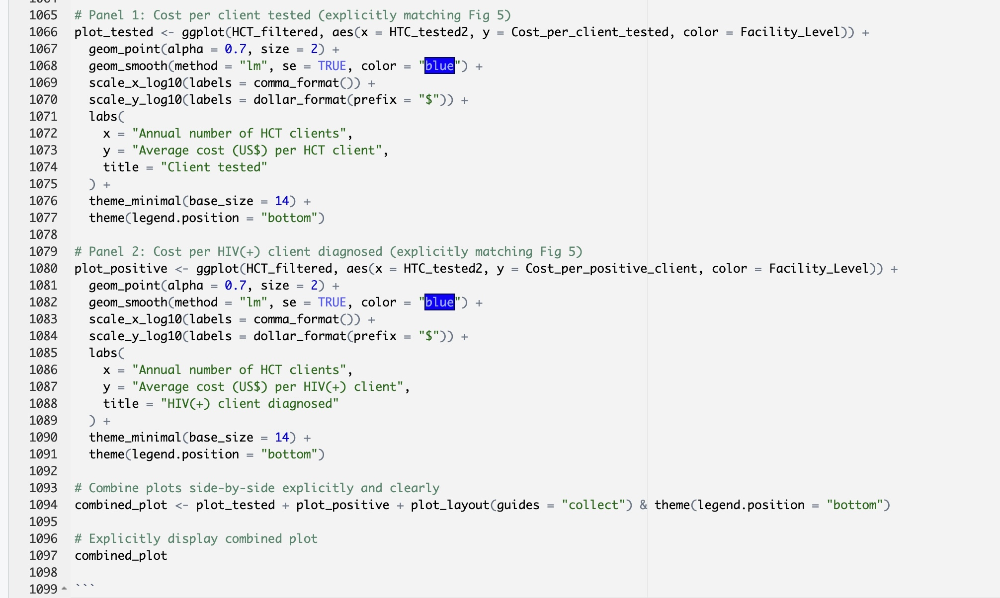 1065 # Panel 1: Cost per client tested (explicitly matching Fig 5)
1066 plot_tested <- ggplot(HCT_filtered, aes(x = HTC_tested2, y = Cost_per_client_tested, color = Facility_Level)) +
1067   geom_point(alpha = 0.7, size = 2) +
1068   geom_smooth(method = "lm", se = TRUE, color = "blue") +
1069   scale_x_log10(labels = comma_format()) +
1070   scale_y_log10(labels = dollar_format(prefix = "$")) +
1071   labs(
1072     x = "Annual number of HCT clients",
1073     y = "Average cost (US$) per HCT client",
1074     title = "Client tested"
1075   ) +
1076   theme_minimal(base_size = 14) +
1077   theme(legend.position = "bottom")
1078
1079 # Panel 2: Cost per HIV(+) client diagnosed (explicitly matching Fig 5)
1080 plot_positive <- ggplot(HCT_filtered, aes(x = HTC_tested2, y = Cost_per_positive_client, color = Facility_Level)) +
1081   geom_point(alpha = 0.7, size = 2) +
1082   geom_smooth(method = "lm", se = TRUE, color = "blue") +
1083   scale_x_log10(labels = comma_format()) +
1084   scale_y_log10(labels = dollar_format(prefix = "$")) +
1085   labs(
1086     x = "Annual number of HCT clients",
1087     y = "Average cost (US$) per HIV(+) client",
1088     title = "HIV(+) client diagnosed"
1089   ) +
1090   theme_minimal(base_size = 14) +
1091   theme(legend.position = "bottom")
1092
1093 # Combine plots side-by-side explicitly and clearly
1094 combined_plot <- plot_tested + plot_positive + plot_layout(guides = "collect") & theme(legend.position = "bottom")
1095
1096 # Explicitly display combined plot
1097 combined_plot
1098
1099 ```